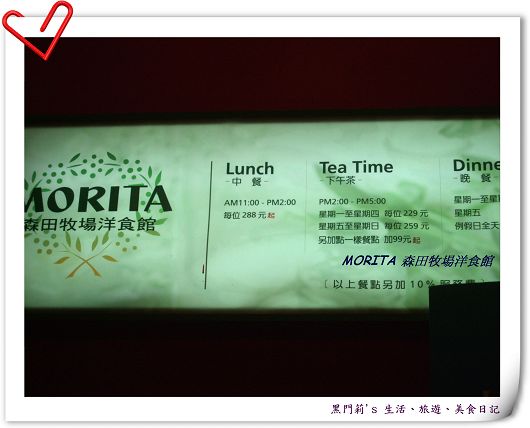 MORITA
森田牧場洋食館
Lunch
-中 餐-
AM11:00 - PM2:00
每位 288 元 起
Tea Time
-下午茶-
PM2:00 - PM5:00
星期一至星期四 每位 229 元
星期五至星期日 每位 259 元
另加點一樣餐點 加99元 起
Dinne
-晚 餐-
星期一至星
星期五
例假日全天
MORITA 森田牧場洋食館
〔以上餐點另加10%服務費〕
黑門莉's 生活、旅遊、美食日記